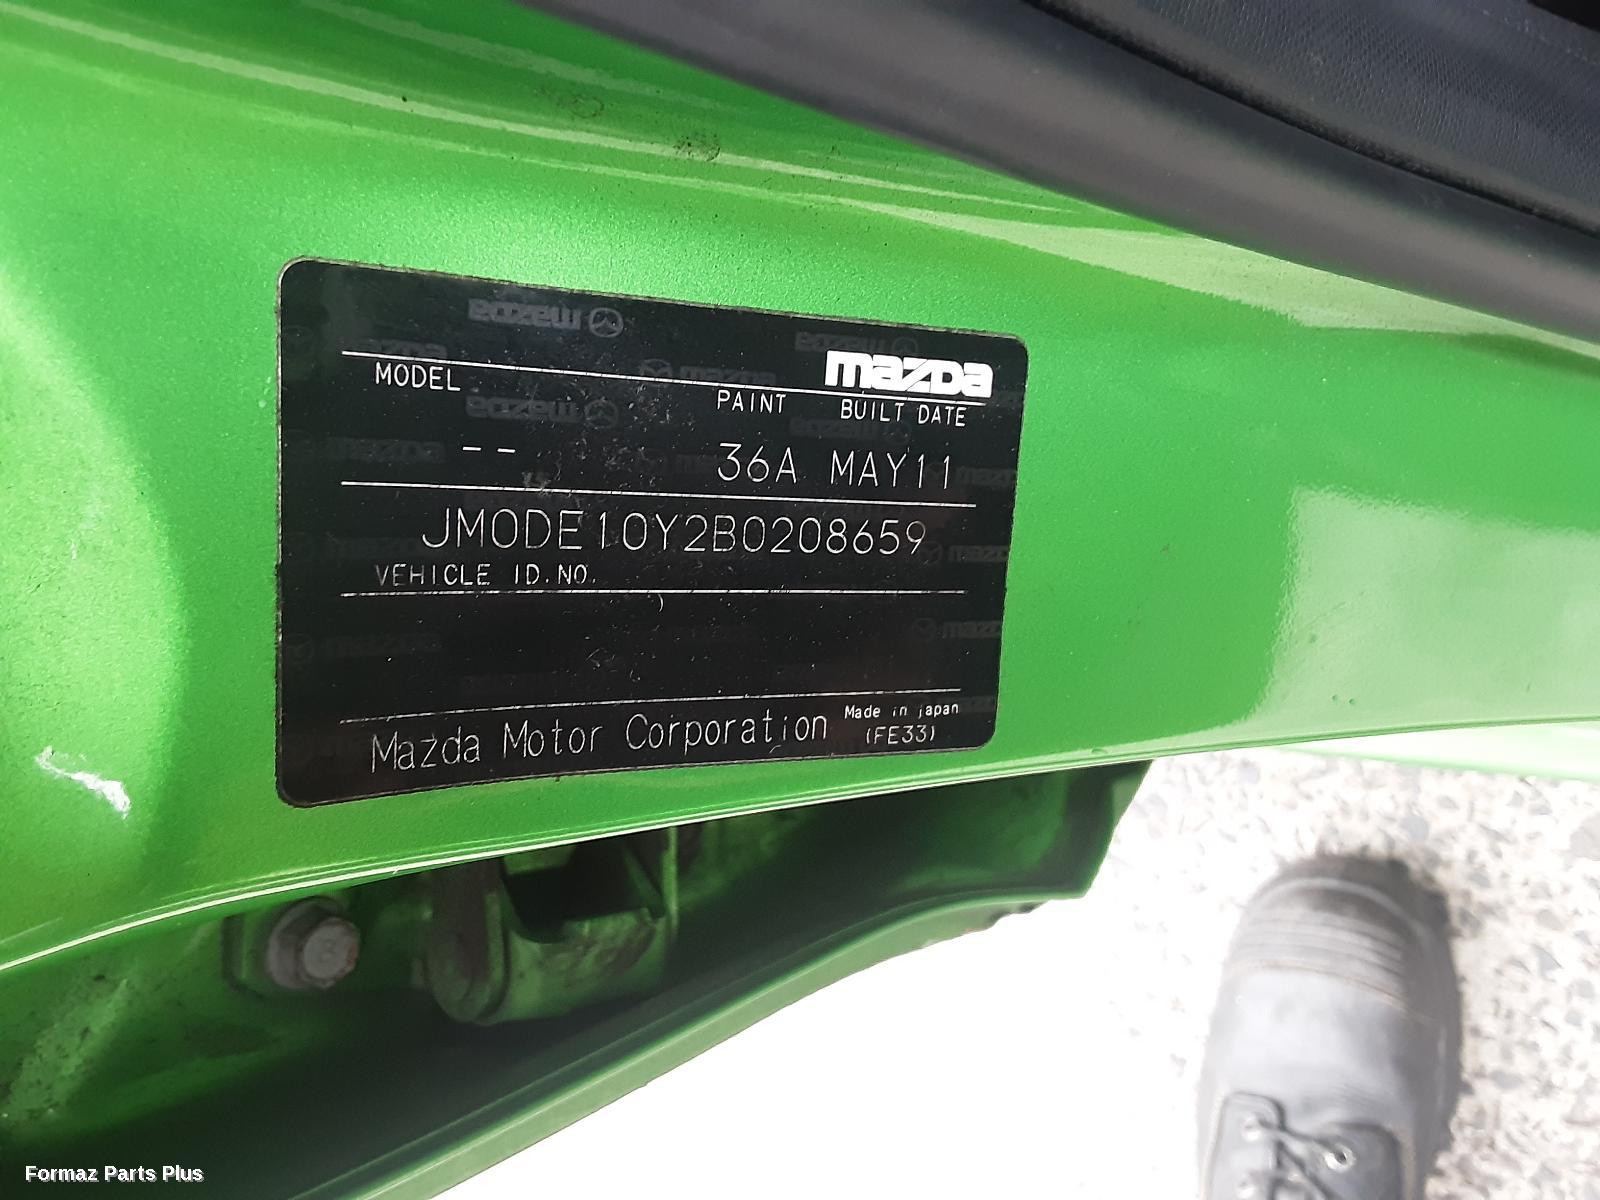 mazda
MODEL PAINT BUILT DATE
-- 36A MAY11
JM0DE10Y2B0208659
VEHICLE ID.NO.
Mazda Motor Corporation Made in japan
(FE33)
Formaz Parts Plus